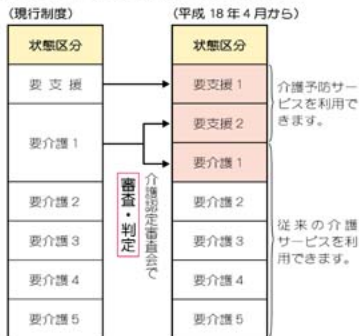 (現行制度)
(平成 18 年 4 月から)
状態区分
状態区分
要 支 援
要支援 1
要介護 1
要支援 2
要介護 1
要介護 2
要介護 2
要介護 3
要介護 3
要介護 4
要介護 4
要介護 5
要介護 5
介護認定審査会で
審査・判定
介護予防サー
ビスを利用で
きます。
従来の介護
サービスを利
用できます。